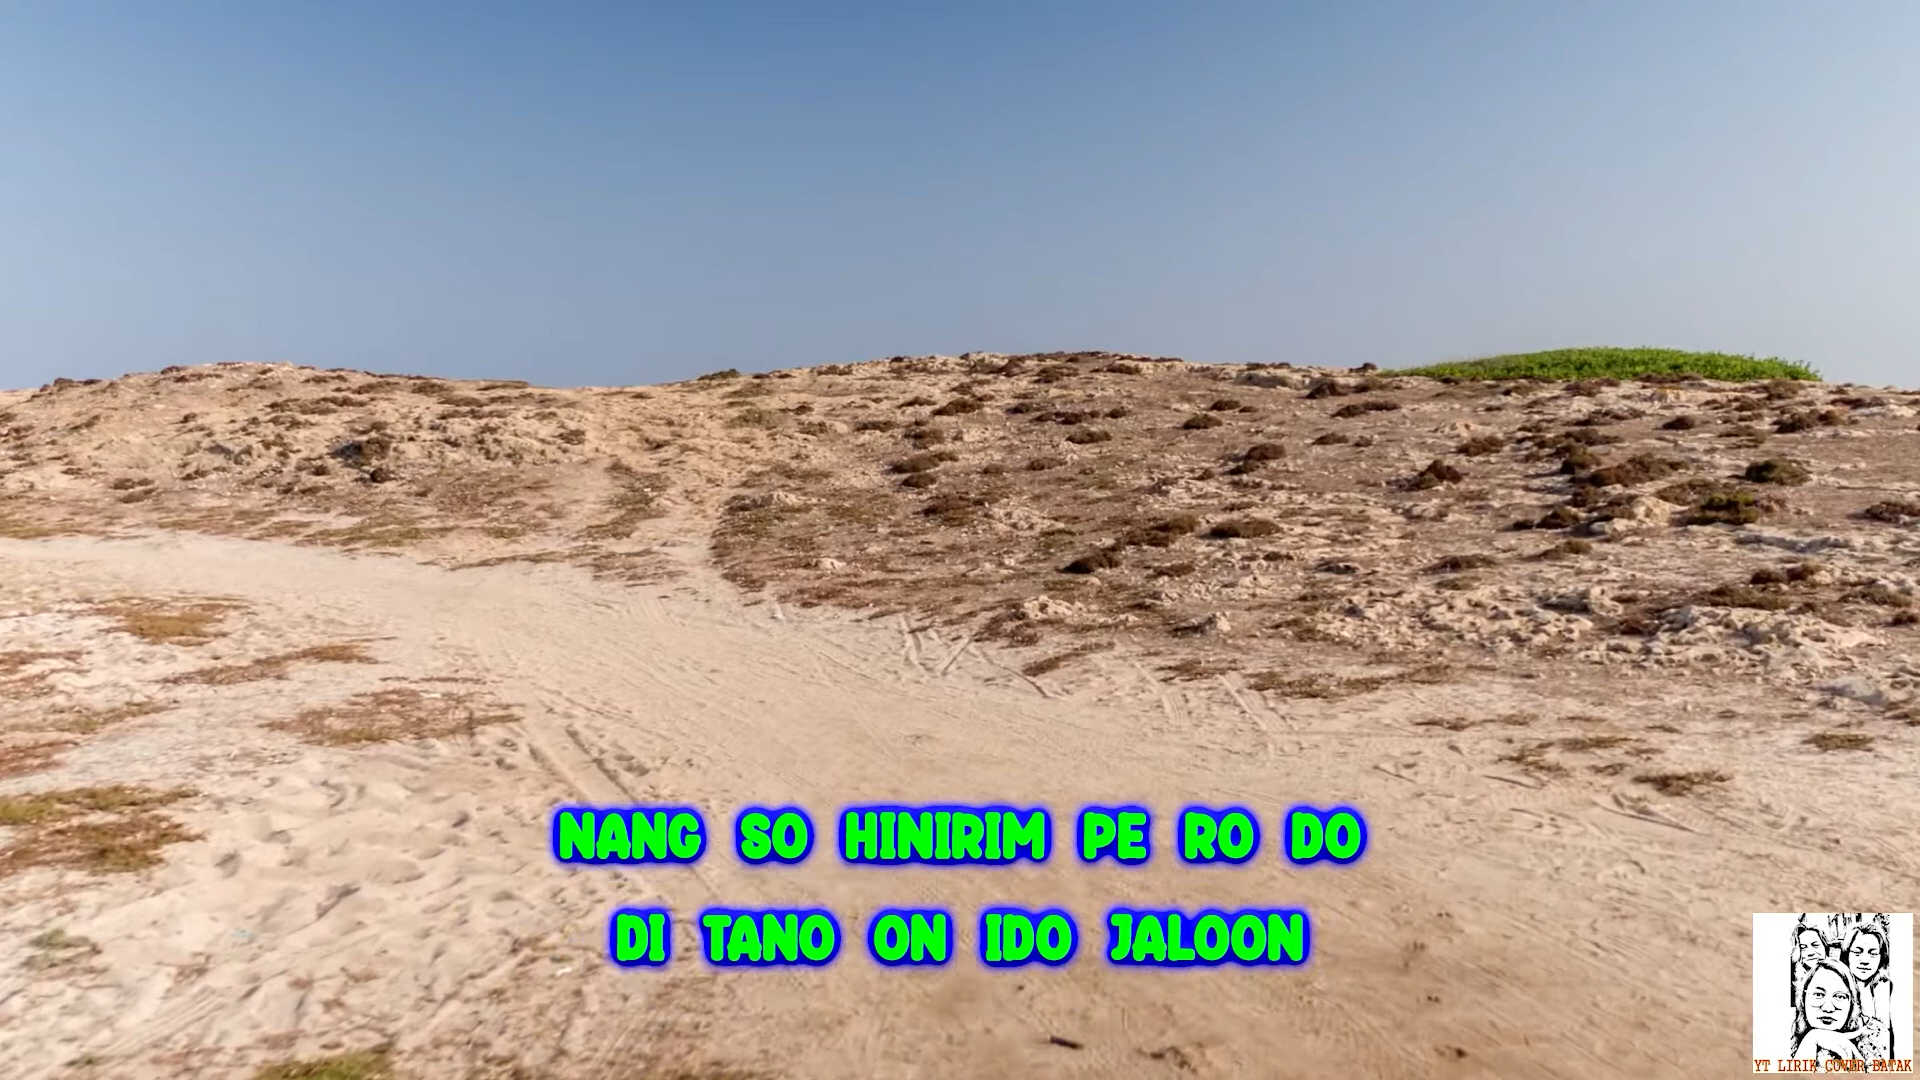 NANG SO HINIRIM PE RO DO
DI TANO ON IDO JALOON
YT LIRIK COVER BATAK